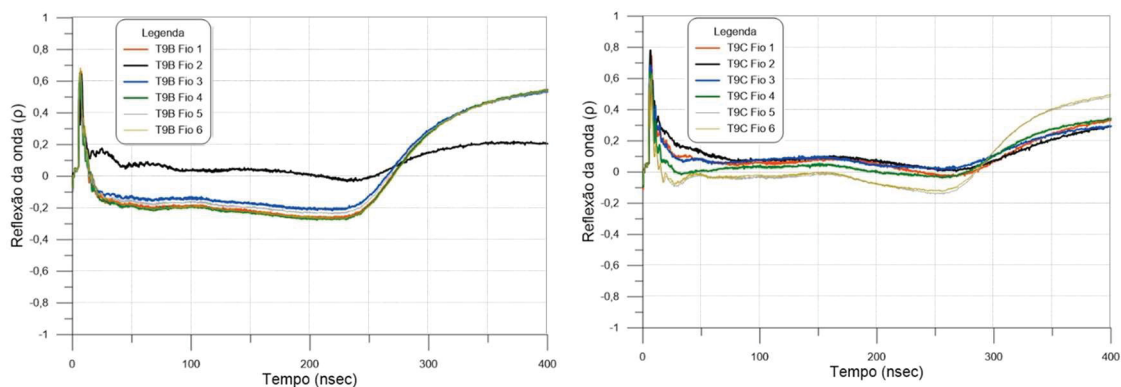 Reflexão da onda (ρ)
1
0,8
0,6
0,4
0,2
0
-0,2
-0,4
-0,6
-0,8
-1
Legenda
T9B Fio 1
T9B Fio 2
T9B Fio 3
T9B Fio 4
T9B Fio 5
T9B Fio 6
0
100
200
300
400
Tempo (nsec)
Reflexão da onda (ρ)
1
0,8
0,6
0,4
0,2
0
-0,2
-0,4
-0,6
-0,8
-1
Legenda
T9C Fio 1
T9C Fio 2
T9C Fio 3
T9C Fio 4
T9C Fio 5
T9C Fio 6
0
100
200
300
400
Tempo (nsec)